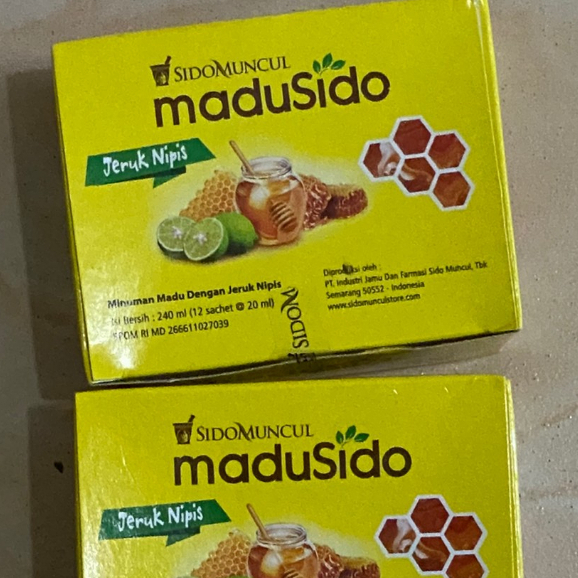 SIDOMUNCUL
maduSido
Jeruk Nipis
Minuman Madu Dengan Jeruk Nipis
Isi Bersih : 240 ml (12 sachet @ 20 ml)
BPOM RI MD 266611027039
Diproduksi oleh :
PT. Industri Jamu Dan Farmasi Sido Muncul, Tbk
Semarang 50552 - Indonesia
www.sidomunculstore.com
SIDOM
SIDOMUNCUL
maduSido
Jeruk Nipis